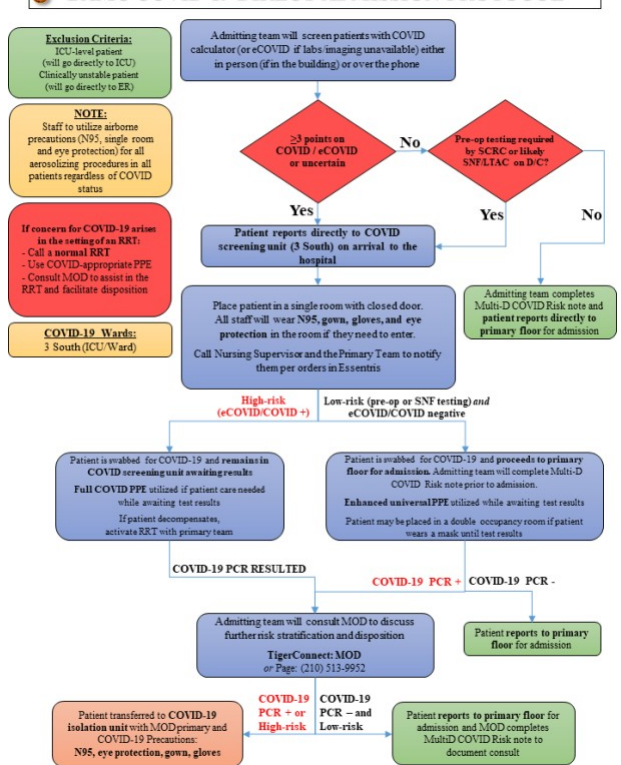 Exclusion Criteria:
ICU-level patient
(will go directly to ICU)
Clinically unstable patient
(will go directly to ER)
NOTE:
Staff to utilize airborne
precautions (N95, single room
and eye protection) for all
aerosolizing procedures in all
patients regardless of COVID
status
If concern for COVID-19 arises
in the setting of an RRT:
- Call a normal RRT
- Use COVID-appropriate PPE
- Consult MOD to assist in the
RRT and facilitate disposition
COVID-19 Wards:
3 South (ICU/Ward)
Admitting team will screen patients with COVID
calculator (or eCOVID if labs/imaging unavailable) either
in person (if in the building) or over the phone
≥3 points on
COVID / eCOVID
or uncertain
No
Pre-op testing required
by SCRC or likely
SNF/LTAC on D/C?
Yes
Yes
No
Patient reports directly to COVID
screening unit (3 South) on arrival to the
hospital
Admitting team completes
Multi-D COVID Risk note and
patient reports directly to
primary floor for admission
Place patient in a single room with closed door.
All staff will wear N95, gown, gloves, and eye
protection in the room if they need to enter.
Call Nursing Supervisor and the Primary Team to notify
them per orders in Essentris
High-risk
(eCOVID/COVID +)
Low-risk (pre-op or SNF testing) and
eCOVID/COVID negative
Patient is swabbed for COVID-19 and remains in
COVID screening unit awaiting results
Full COVID PPE utilized if patient care needed
while awaiting test results
If patient decompensates,
activate RRT with primary team
Patient is swabbed for COVID-19 and proceeds to primary
floor for admission. Admitting team will complete Multi-D
COVID Risk note prior to admission.
Enhanced universal PPE utilized while awaiting test results
Patient may be placed in a double occupancy room if patient
wears a mask until test results
COVID-19 PCR RESULTED
COVID-19 PCR +
COVID-19 PCR -
Admitting team will consult MOD to discuss
further risk stratification and disposition
TigerConnect: MOD
or Page: (210) 513-9952
Patient reports to primary
floor for admission
COVID-19
PCR + or
High-risk
COVID-19
PCR – and
Low-risk
Patient transferred to COVID-19
isolation unit with MOD primary and
COVID-19 Precautions:
N95, eye protection, gown, gloves
Patient reports to primary floor for
admission and MOD completes
MultiD COVID Risk note to
document consult